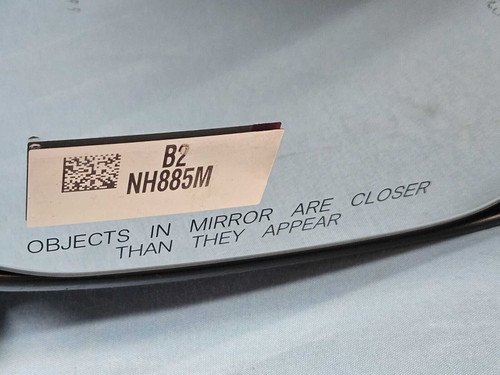 B2
NH885M
OBJECTS IN MIRROR ARE CLOSER
THAN THEY APPEAR